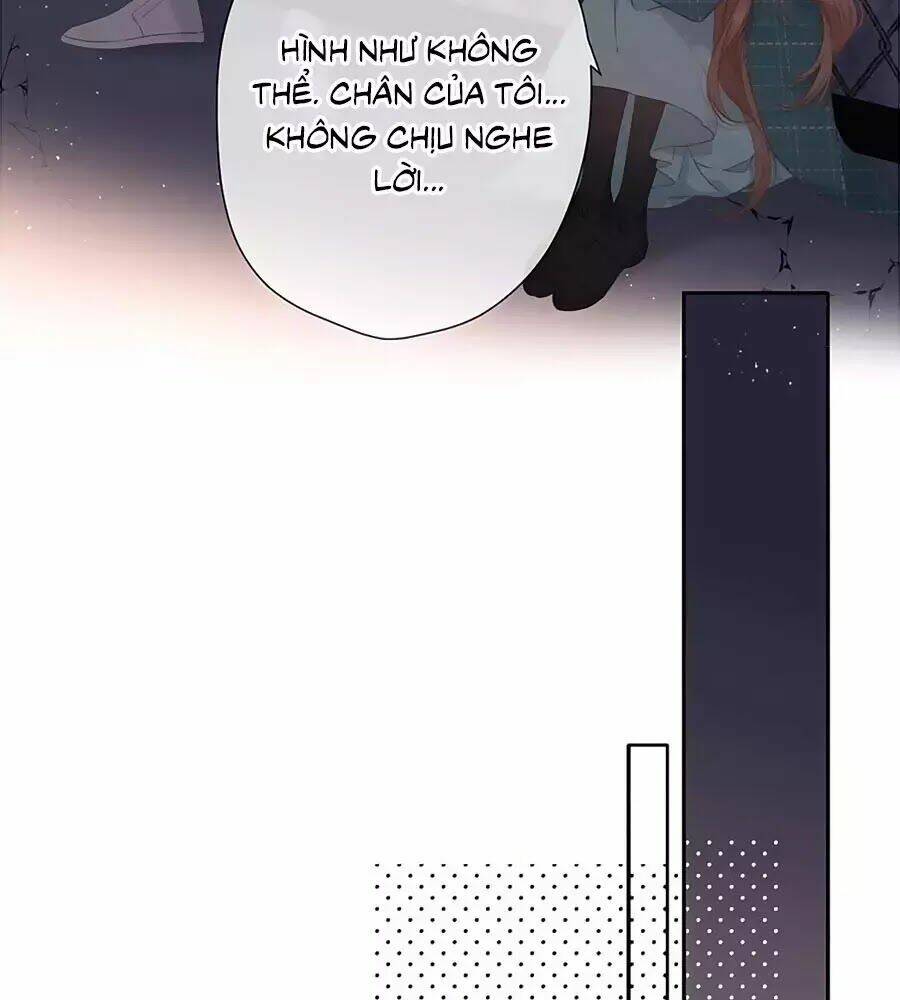 HÌNH NHƯ KHÔNG
THỂ. CHÂN CỦA TÔI...
KHÔNG CHỊU NGHE
LỜI...